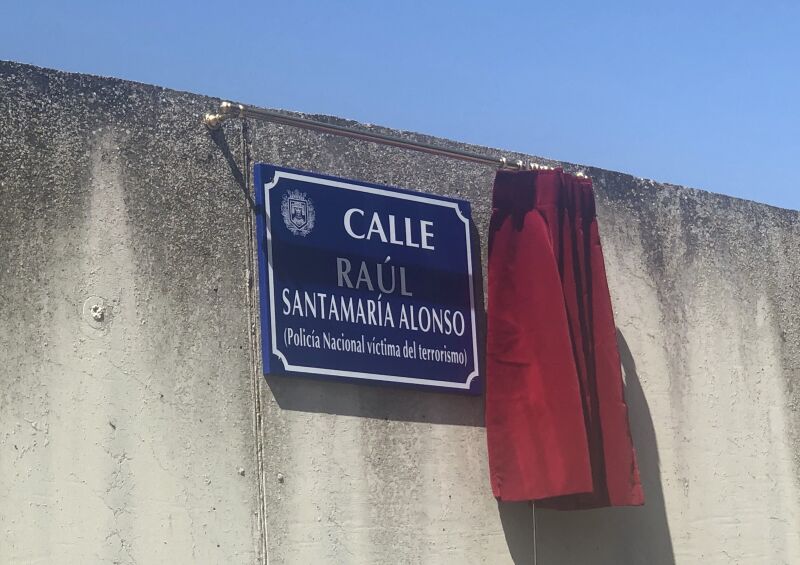 CALLE
RAÚL
SANTAMARÍA ALONSO
(Policía Nacional víctima del terrorismo)